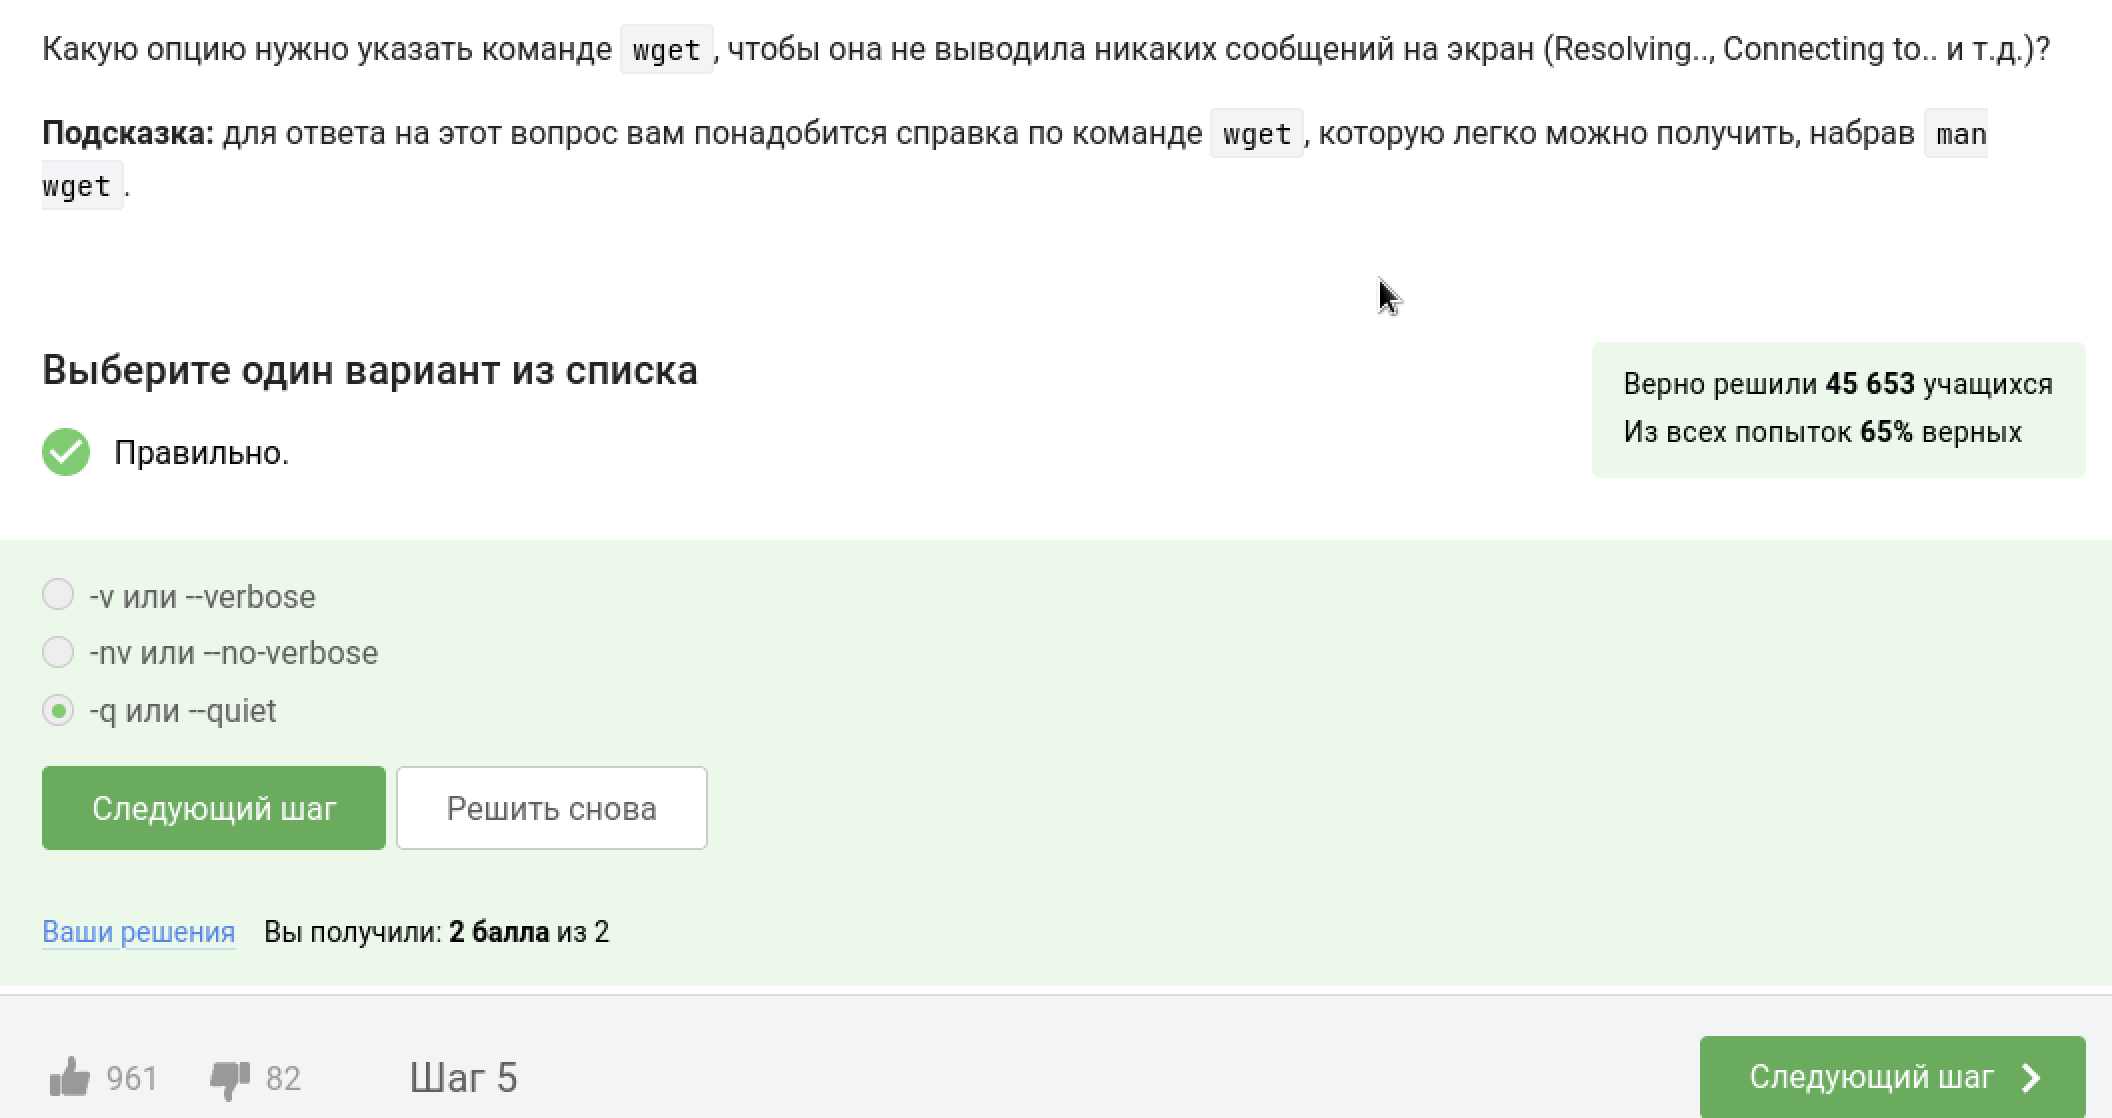 Какую опцию нужно указать команде wget, чтобы она не выводила никаких сообщений на экран (Resolving.., Connecting to.. и т.д.)?
Подсказка: для ответа на этот вопрос вам понадобится справка по команде wget, которую легко можно получить, набрав man
wget.
Выберите один вариант из списка
Верно решили 45 653 учащихся
Из всех попыток 65% верных
Правильно.
-v или --verbose
-nv или --no-verbose
-q или --quiet
Следующий шаг
Решить снова
Ваши решения Вы получили: 2 балла из 2
961 82 Шаг 5 Следующий шаг